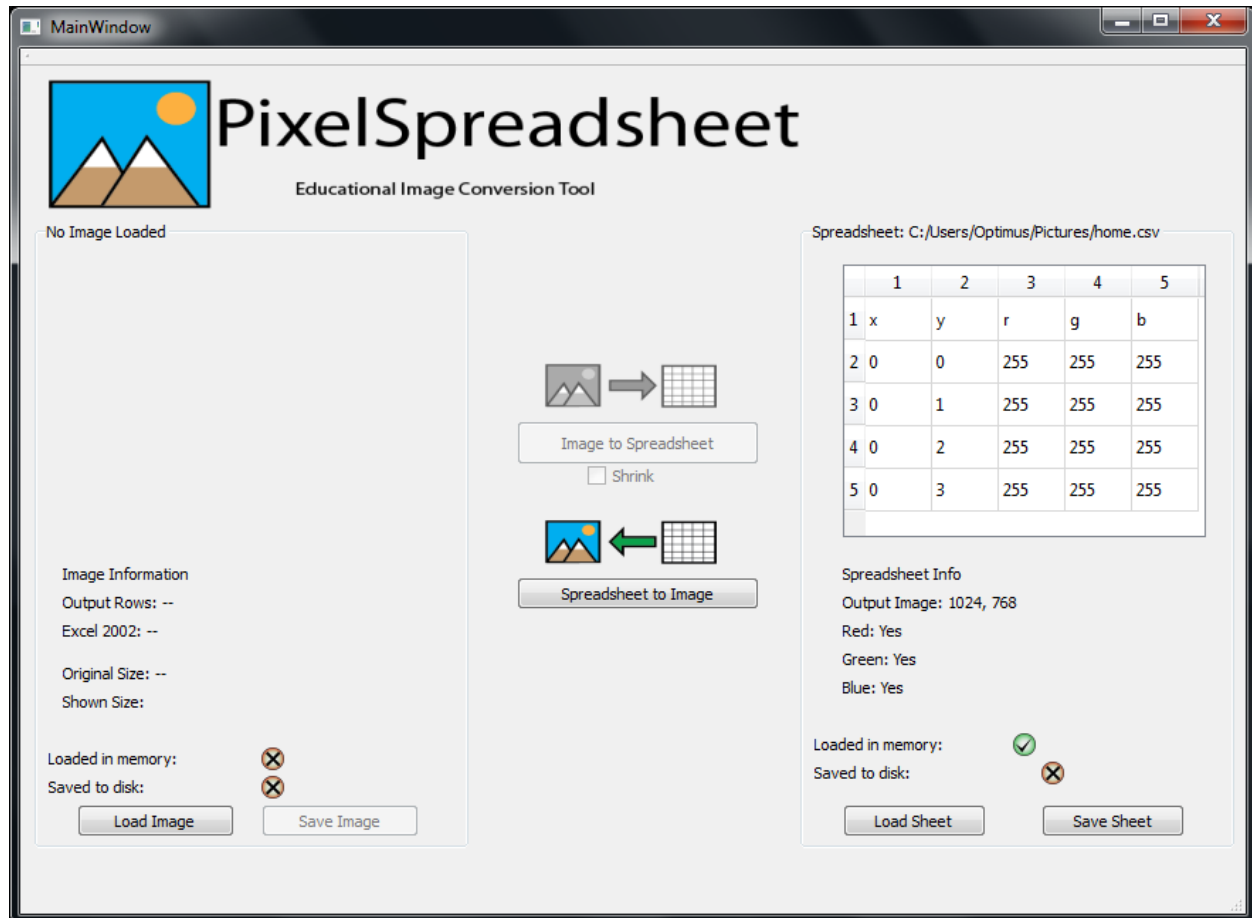 MainWindow
PixelSpreadsheet
Educational Image Conversion Tool
No Image Loaded
Image Information
Output Rows: --
Excel 2002: --
Original Size: --
Shown Size:
Loaded in memory:
Saved to disk:
Load Image
Save Image
Image to Spreadsheet
Shrink
Spreadsheet to Image
Spreadsheet: C:/Users/Optimus/Pictures/home.csv
1 2 3 4 5
1 x y r g b
2 0 0 255 255 255
3 0 1 255 255 255
4 0 2 255 255 255
5 0 3 255 255 255
Spreadsheet Info
Output Image: 1024, 768
Red: Yes
Green: Yes
Blue: Yes
Loaded in memory:
Saved to disk:
Load Sheet
Save Sheet